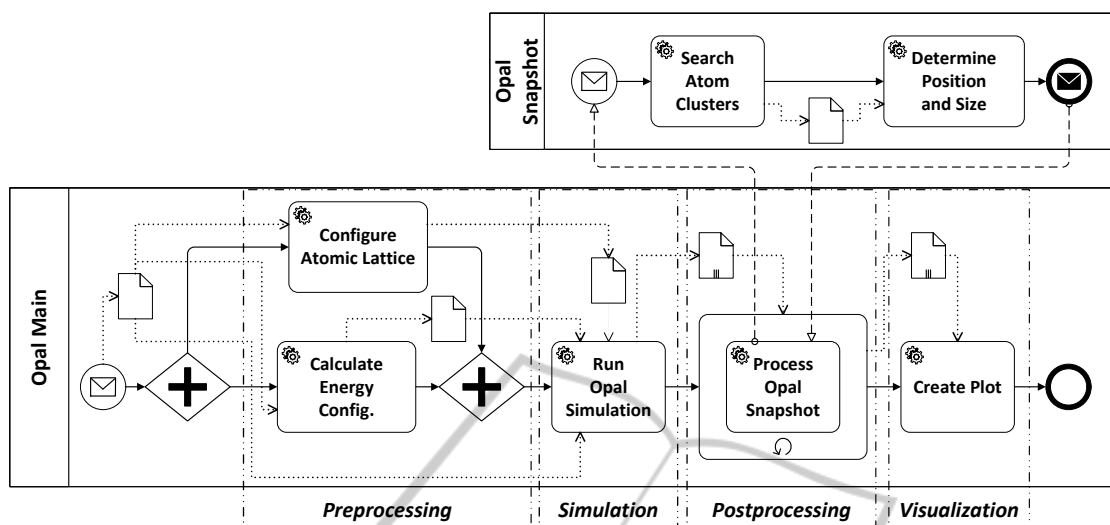 Opal
Snapshot
Search
Atom
Clusters
Determine
Position
and Size
Opal Main
Configure
Atomic Lattice
Calculate
Energy
Config.
Run
Opal
Simulation
Process
Opal
Snapshot
Create Plot
Preprocessing
Simulation
Postprocessing
Visualization